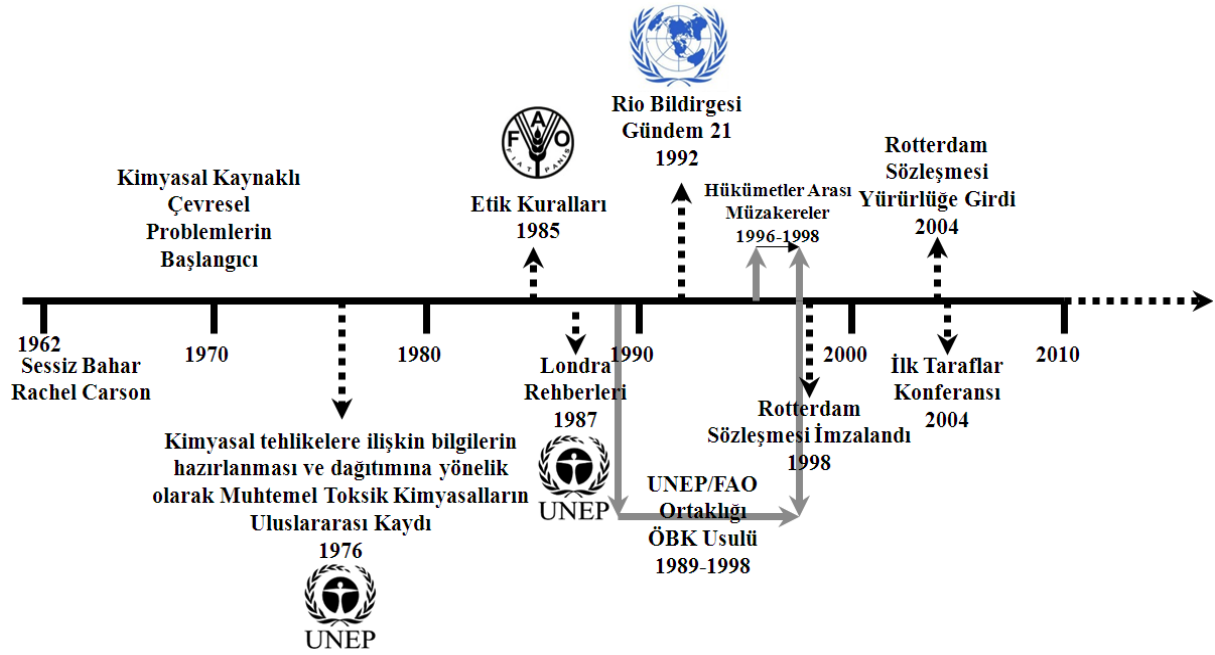 Kimyasal Kaynaklı
Çevresel
Problemlerin
Başlangıcı
FAO
FIAT PANIS
Etik Kuralları
1985
Rio Bildirgesi
Gündem 21
1992
Hükümetler Arası
Müzakereler
1996-1998
Rotterdam
Sözleşmesi
Yürürlüğe Girdi
2004
1962
Sessiz Bahar
Rachel Carson
1970
1980
1990
2000
2010
Kimyasal tehlikelere ilişkin bilgilerin
hazırlanması ve dağıtımına yönelik
olarak Muhtemel Toksik Kimyasalların
Uluslararası Kaydı
1976
UNEP
Londra
Rehberleri
1987
UNEP
UNEP/FAO
Ortaklığı
ÖBK Usulü
1989-1998
Rotterdam
Sözleşmesi İmzalandı
1998
İlk Taraflar
Konferansı
2004